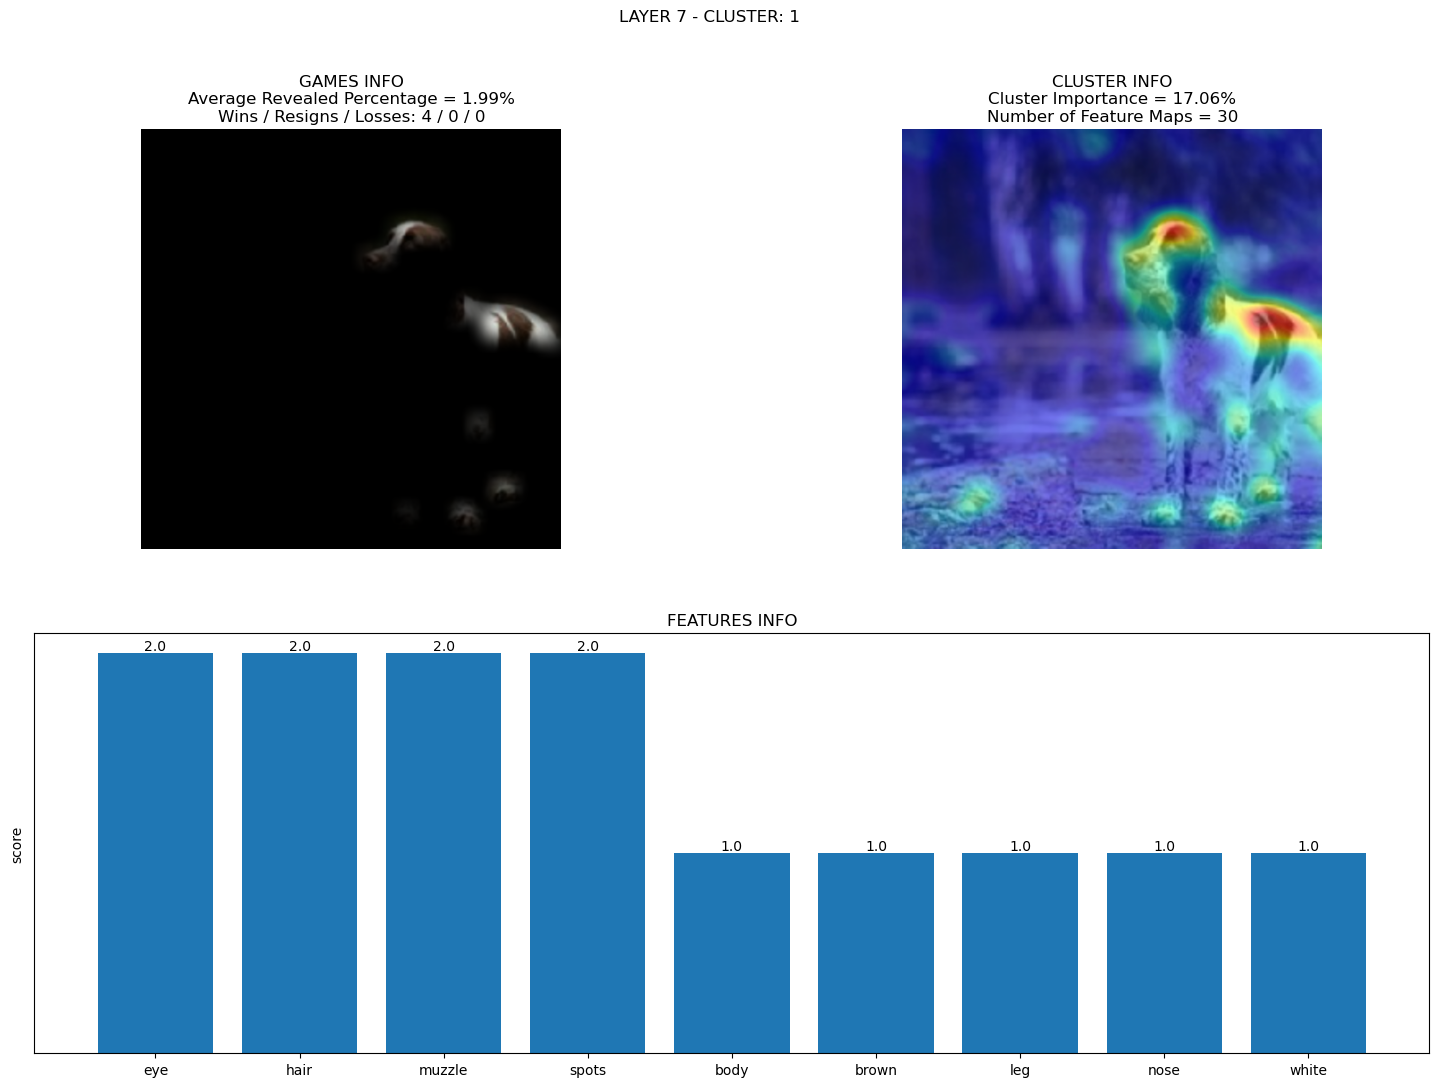 LAYER 7 - CLUSTER: 1
GAMES INFO
Average Revealed Percentage = 1.99%
Wins / Resigns / Losses: 4 / 0 / 0
CLUSTER INFO
Cluster Importance = 17.06%
Number of Feature Maps = 30
FEATURES INFO
score
2.0 2.0 2.0 2.0 1.0 1.0 1.0 1.0 1.0
eye hair muzzle spots body brown leg nose white